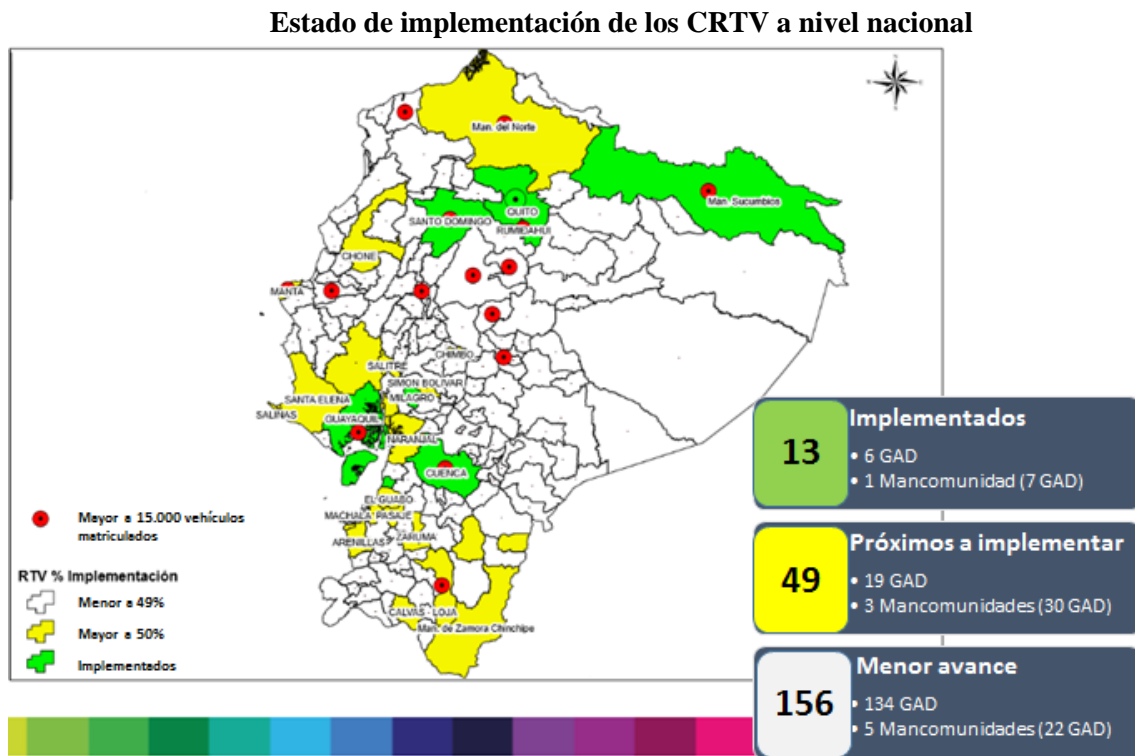 Estado de implementación de los CRTV a nivel nacional
Man. del Norte
Man. Sucumbios
QUITO
SANTO DOMINGO
RUMIÑAHUI
CHONE
MANTA
CHIMBO
SALITRE
SIMON BOLIVAR
SANTA ELENA
MILAGRO
SALINAS
GUAYAQUIL
NARANJAL
CUENCA
EL GUABO
MACHALA
PASAJE
ARENILLAS
ZARUMA
CALVAS - LOJA
Man. de Zamora Chinchipe
Mayor a 15.000 vehículos
matriculados
RTV % Implementación
Menor a 49%
Mayor a 50%
Implementados
13
Implementados
• 6 GAD
• 1 Mancomunidad (7 GAD)
49
Próximos a implementar
• 19 GAD
• 3 Mancomunidades (30 GAD)
156
Menor avance
• 134 GAD
• 5 Mancomunidades (22 GAD)